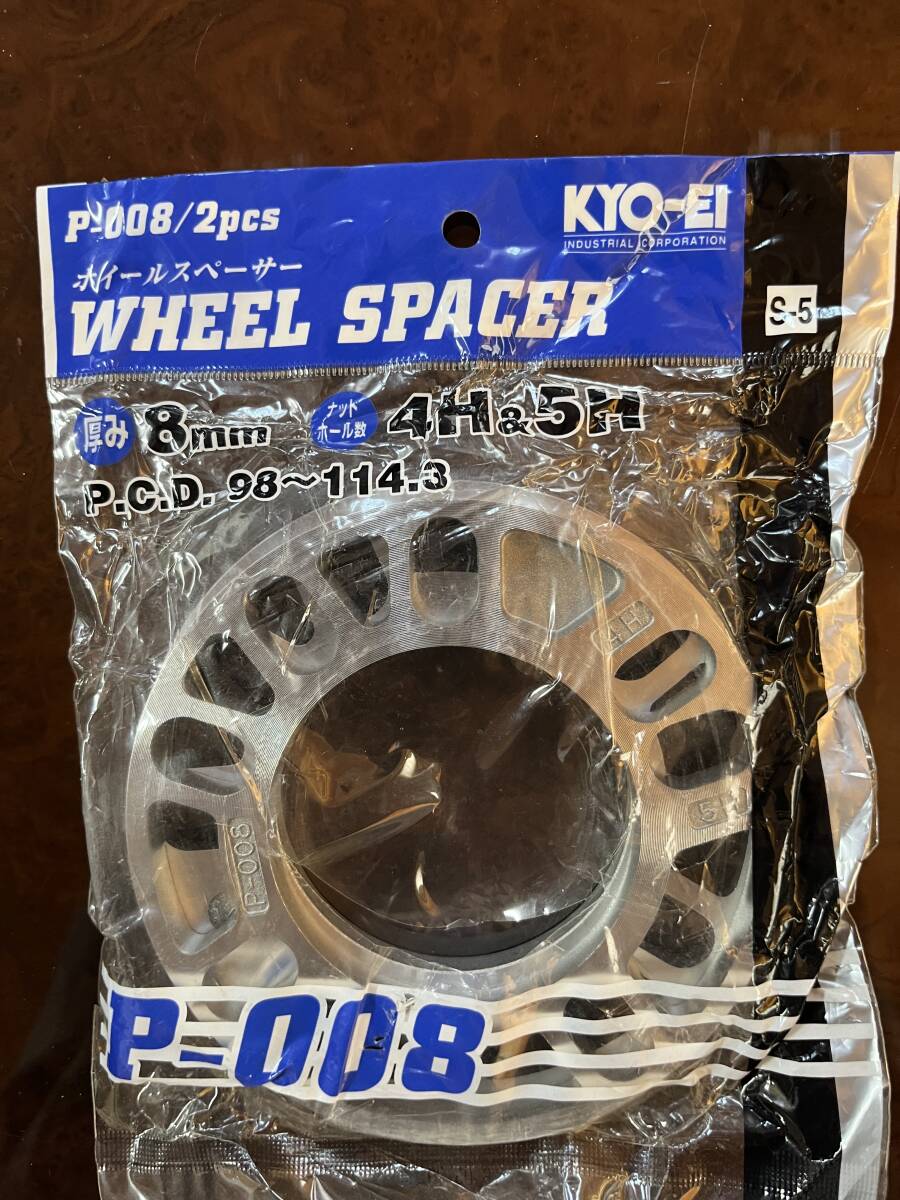 P-008/2pcs
KYO-EI
INDUSTRIAL CORPORATION
ホイールスペーサー
WHEEL SPACER
S-5
厚み 8mm ナットホール数 4H&5H
P.C.D. 98～114.3
4H
5H
P-008
P-008